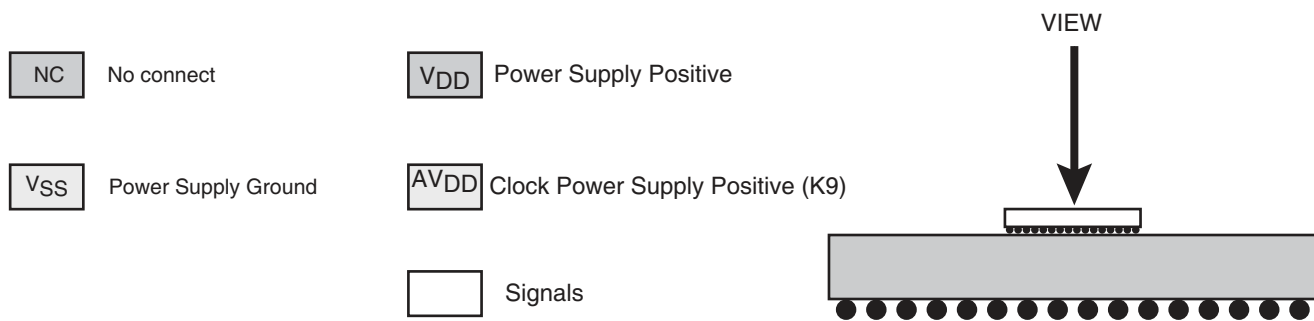 VIEW
NC No connect
VDD Power Supply Positive
VSS Power Supply Ground
AVDD Clock Power Supply Positive (K9)
Signals